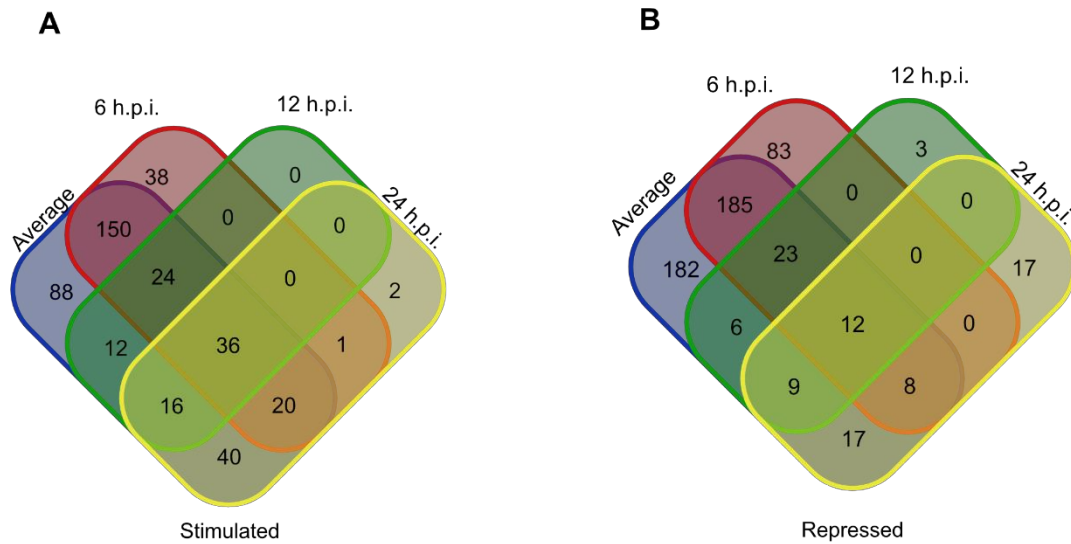 A
6 h.p.i.
12 h.p.i.
Average
24 h.p.i.
38
0
150
0
0
24
0
88
2
12
36
1
16
20
40
Stimulated
B
6 h.p.i.
12 h.p.i.
Average
24 h.p.i.
83
3
185
0
0
182
23
0
17
6
12
0
9
8
17
Repressed